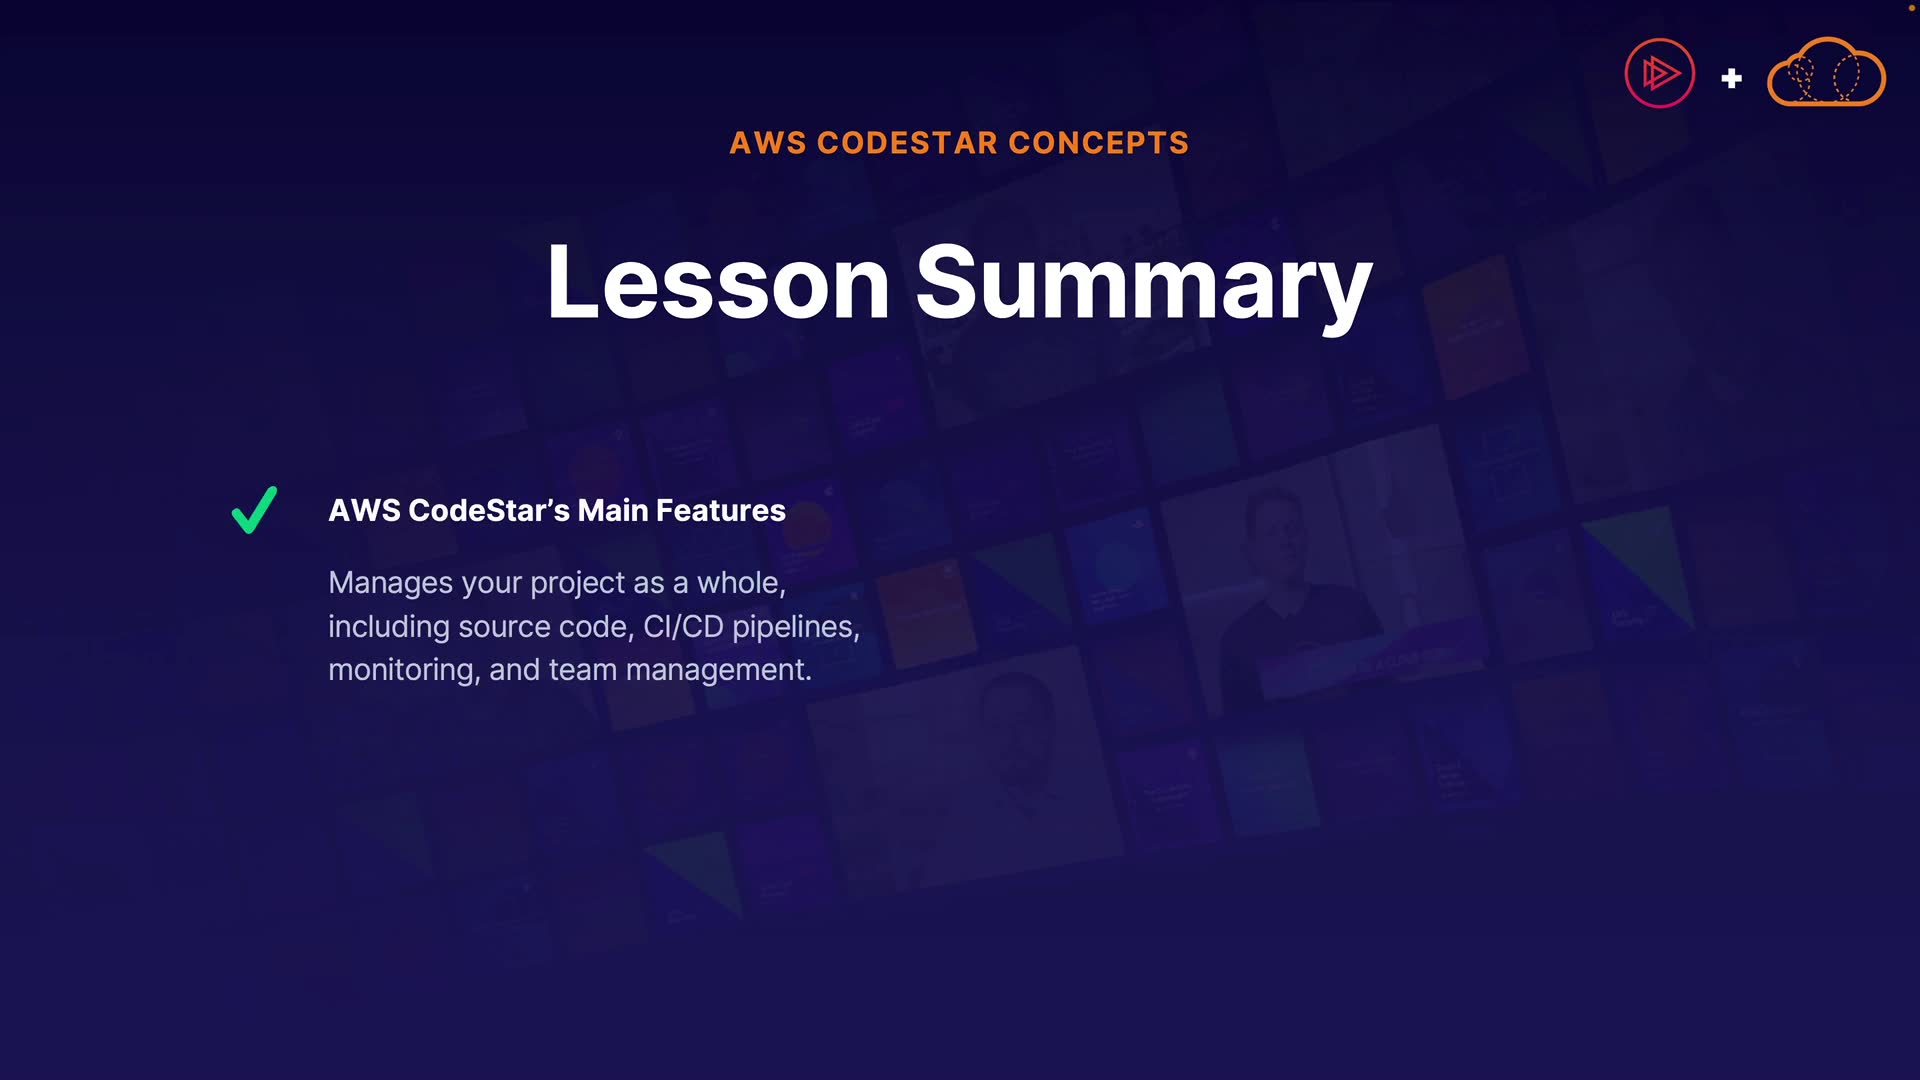 AWS CODESTAR CONCEPTS
Lesson Summary
AWS CodeStar’s Main Features
Manages your project as a whole,
including source code, CI/CD pipelines,
monitoring, and team management.